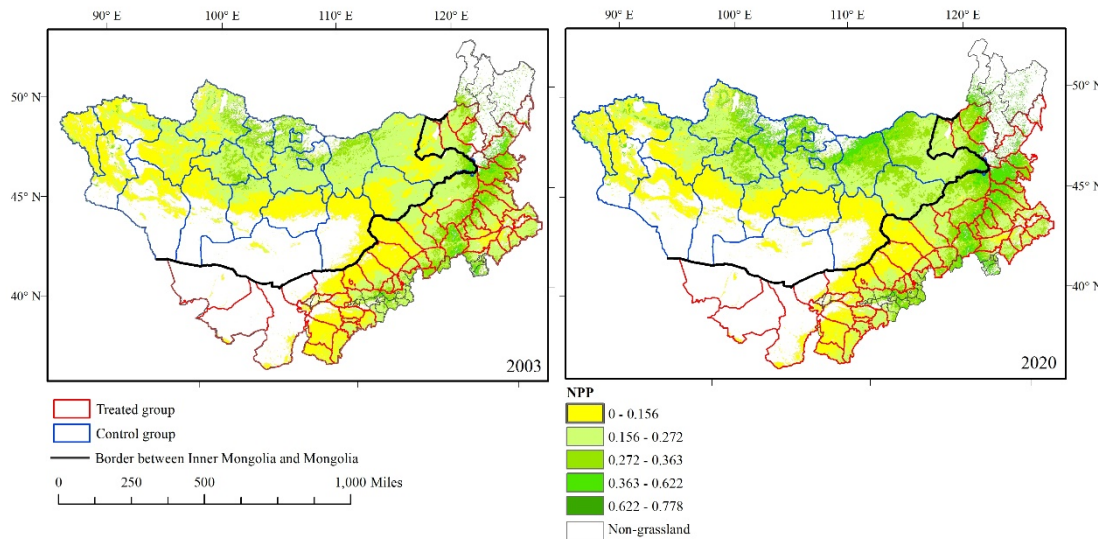 90° E 100° E 110° E 120° E
90° E 100° E 110° E 120° E
50° N
45° N
40° N
2003
50° N
45° N
40° N
2020
Treated group
Control group
Border between Inner Mongolia and Mongolia
0 250 500 1,000 Miles
NPP
0 - 0.156
0.156 - 0.272
0.272 - 0.363
0.363 - 0.622
0.622 - 0.778
Non-grassland